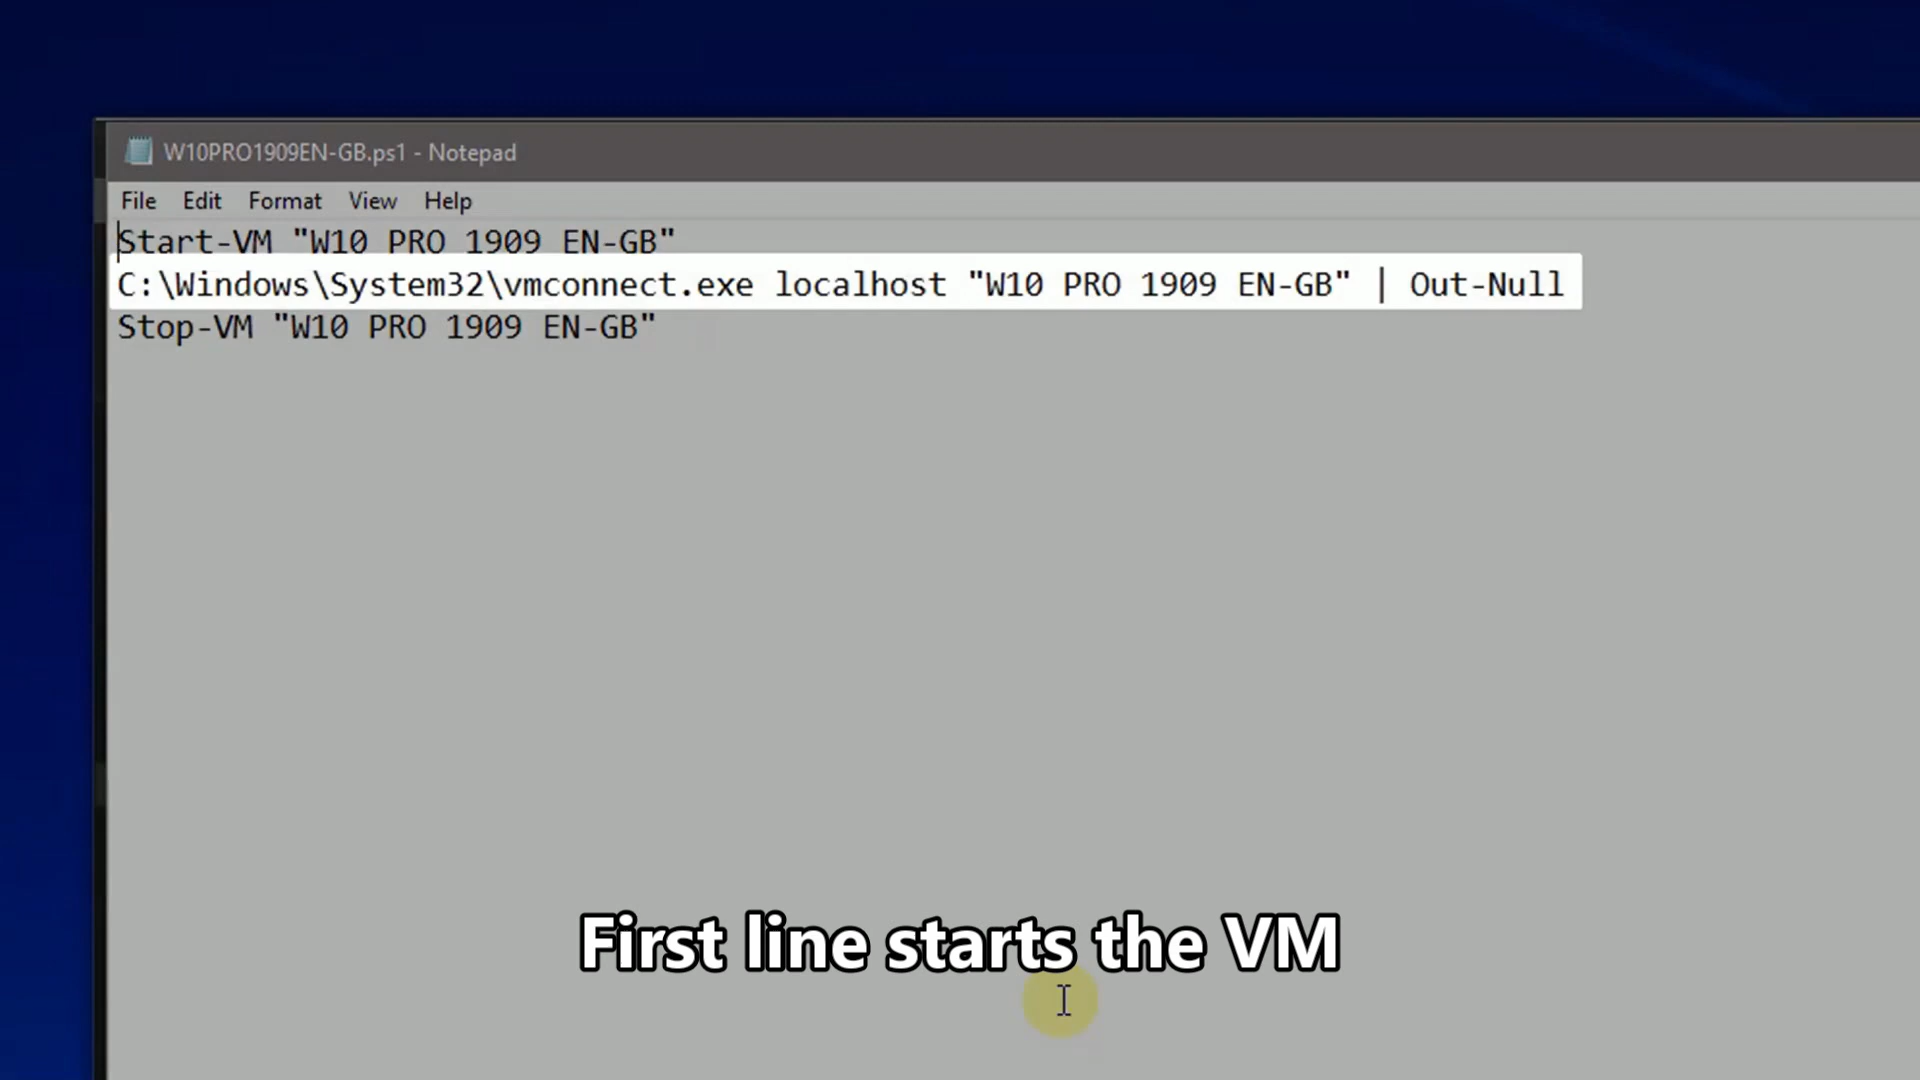 W10PRO1909EN-GB.ps1 - Notepad
File Edit Format View Help
Start-VM "W10 PRO 1909 EN-GB"
C:\Windows\System32\vmconnect.exe localhost "W10 PRO 1909 EN-GB" | Out-Null
Stop-VM "W10 PRO 1909 EN-GB"
First line starts the VM